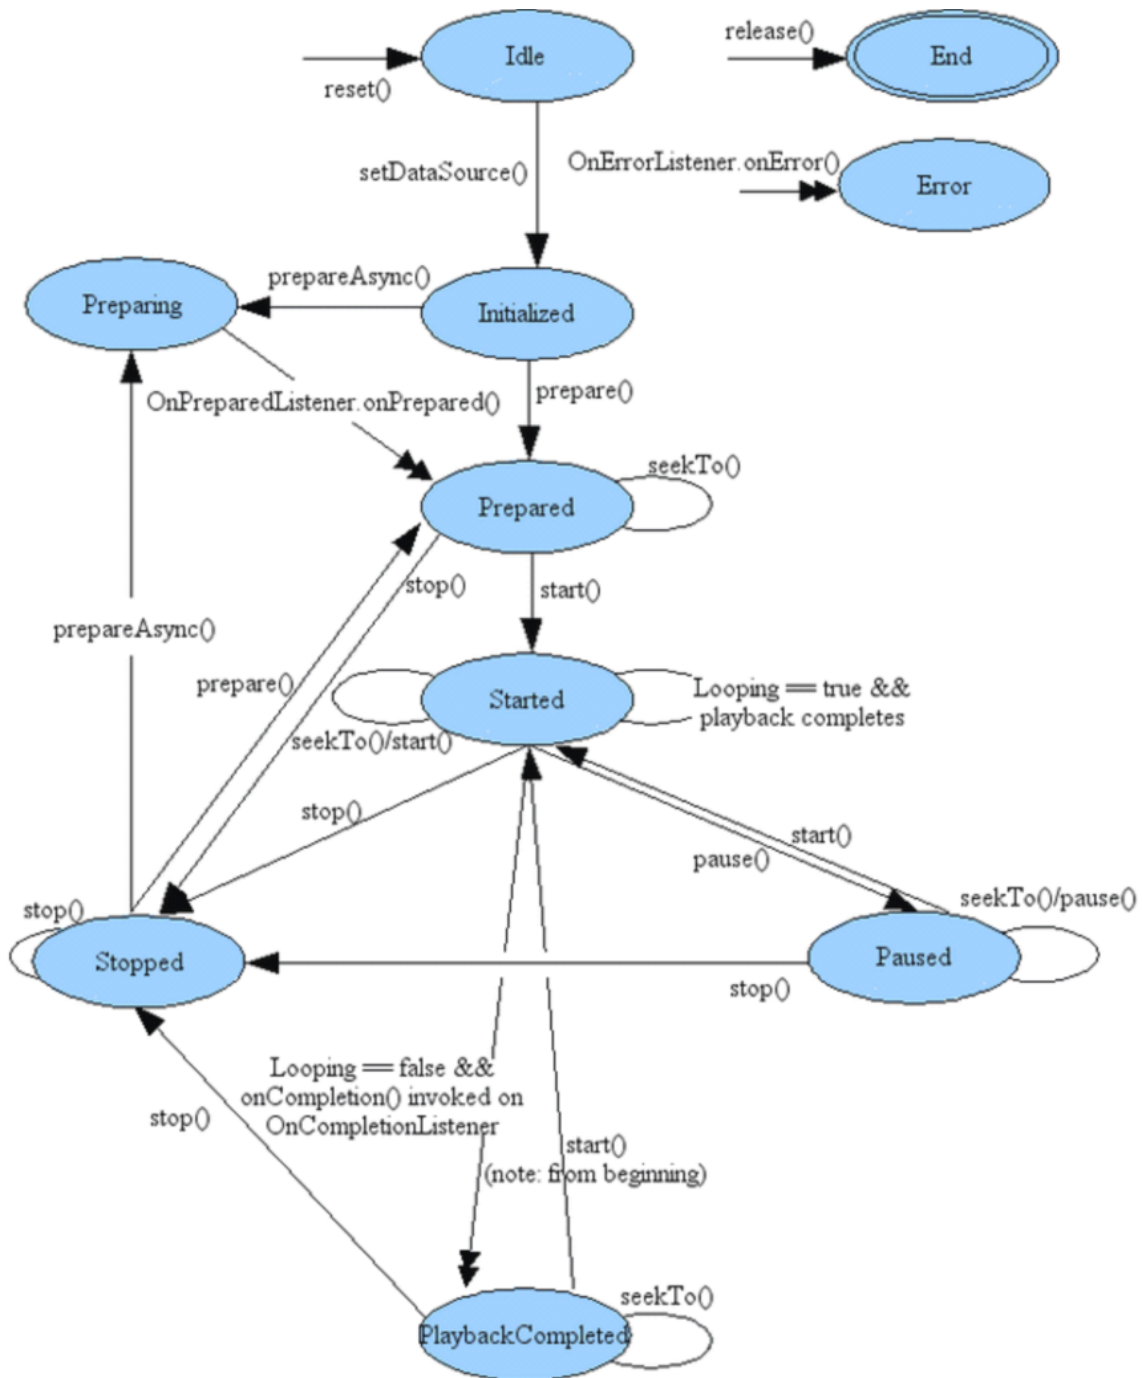 release()
Idle
End
reset()
OnErrorListener.onError()
setDataSource()
Error
prepareAsync()
Preparing
Initialized
prepare()
OnPreparedListener.onPrepared()
seekTo()
Prepared
stop()
start()
prepareAsync()
prepare()
Started
Looping == true &&
playback completes
seekTo()/start()
stop()
start()
pause()
seekTo()/pause()
stop()
Stopped
Paused
stop()
Looping == false &&
onCompletion() invoked on
OnCompletionListener
stop()
start()
(note: from beginning)
seekTo()
PlaybackCompleted